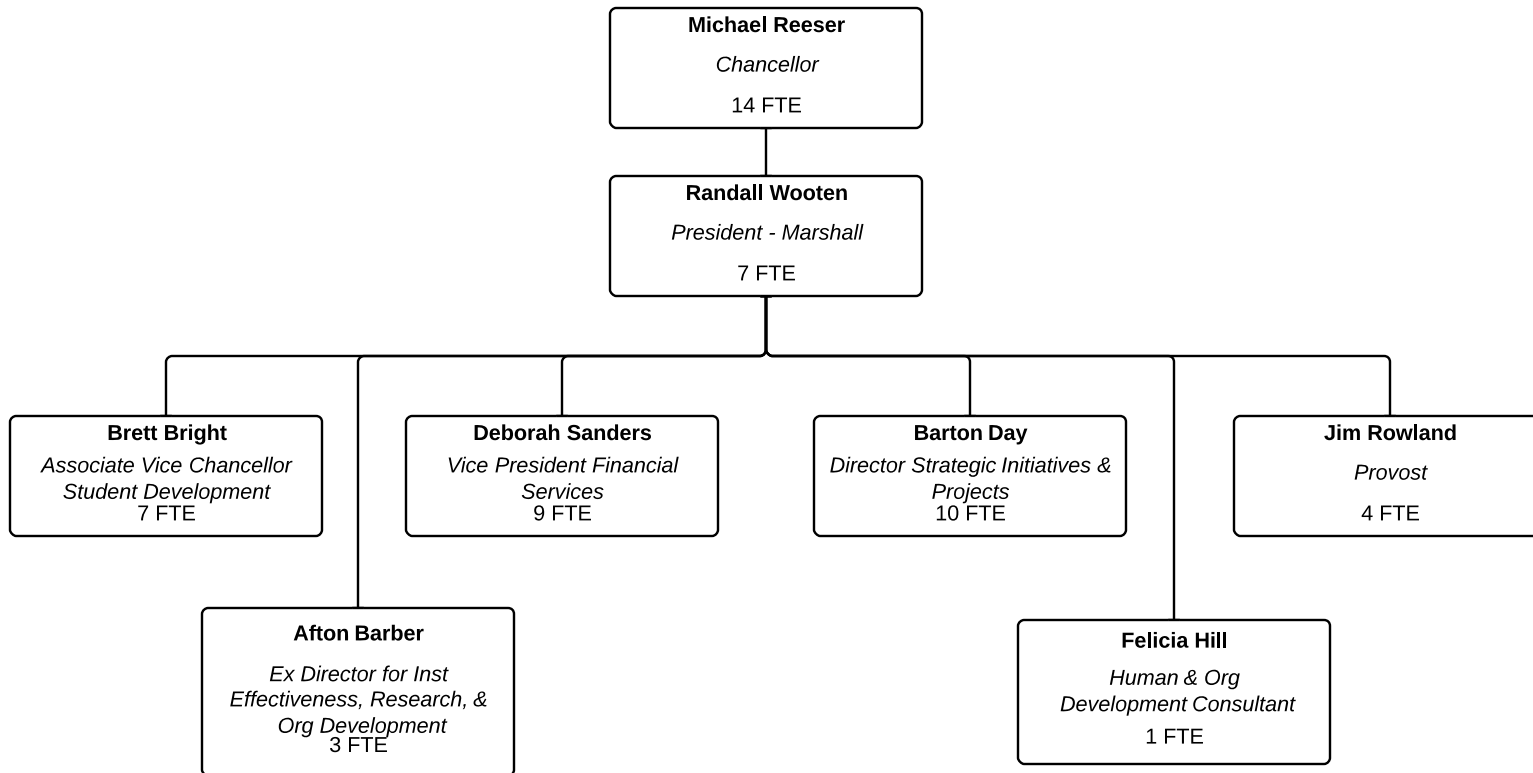 Michael Reeser
Chancellor
14 FTE
Randall Wooten
President - Marshall
7 FTE
Brett Bright
Associate Vice Chancellor
Student Development
7 FTE
Deborah Sanders
Vice President Financial
Services
9 FTE
Barton Day
Director Strategic Initiatives &
Projects
10 FTE
Jim Rowland
Provost
4 FTE
Afton Barber
Ex Director for Inst
Effectiveness, Research, &
Org Development
3 FTE
Felicia Hill
Human & Org
Development Consultant
1 FTE